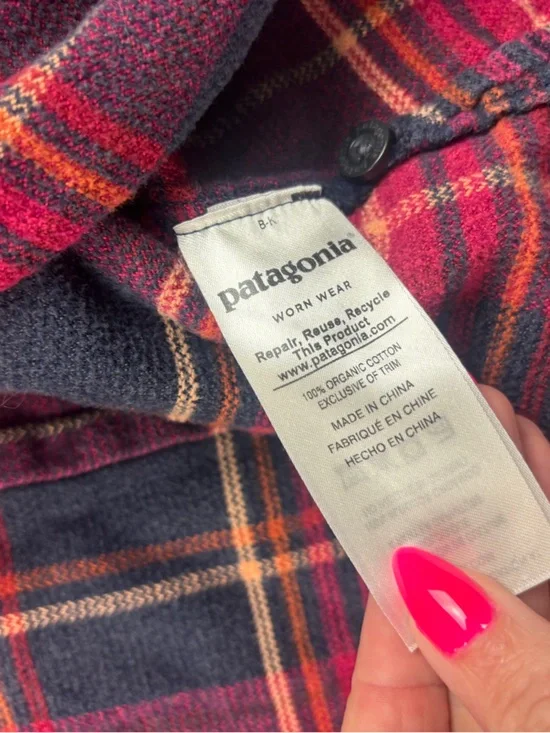 patagonia®
WORN WEAR
Repair, Reuse, Recycle
This Product
www.patagonia.com
100% ORGANIC COTTON
EXCLUSIVE OF TRIM
MADE IN CHINA
FABRIQUÉ EN CHINE
HECHO EN CHINA